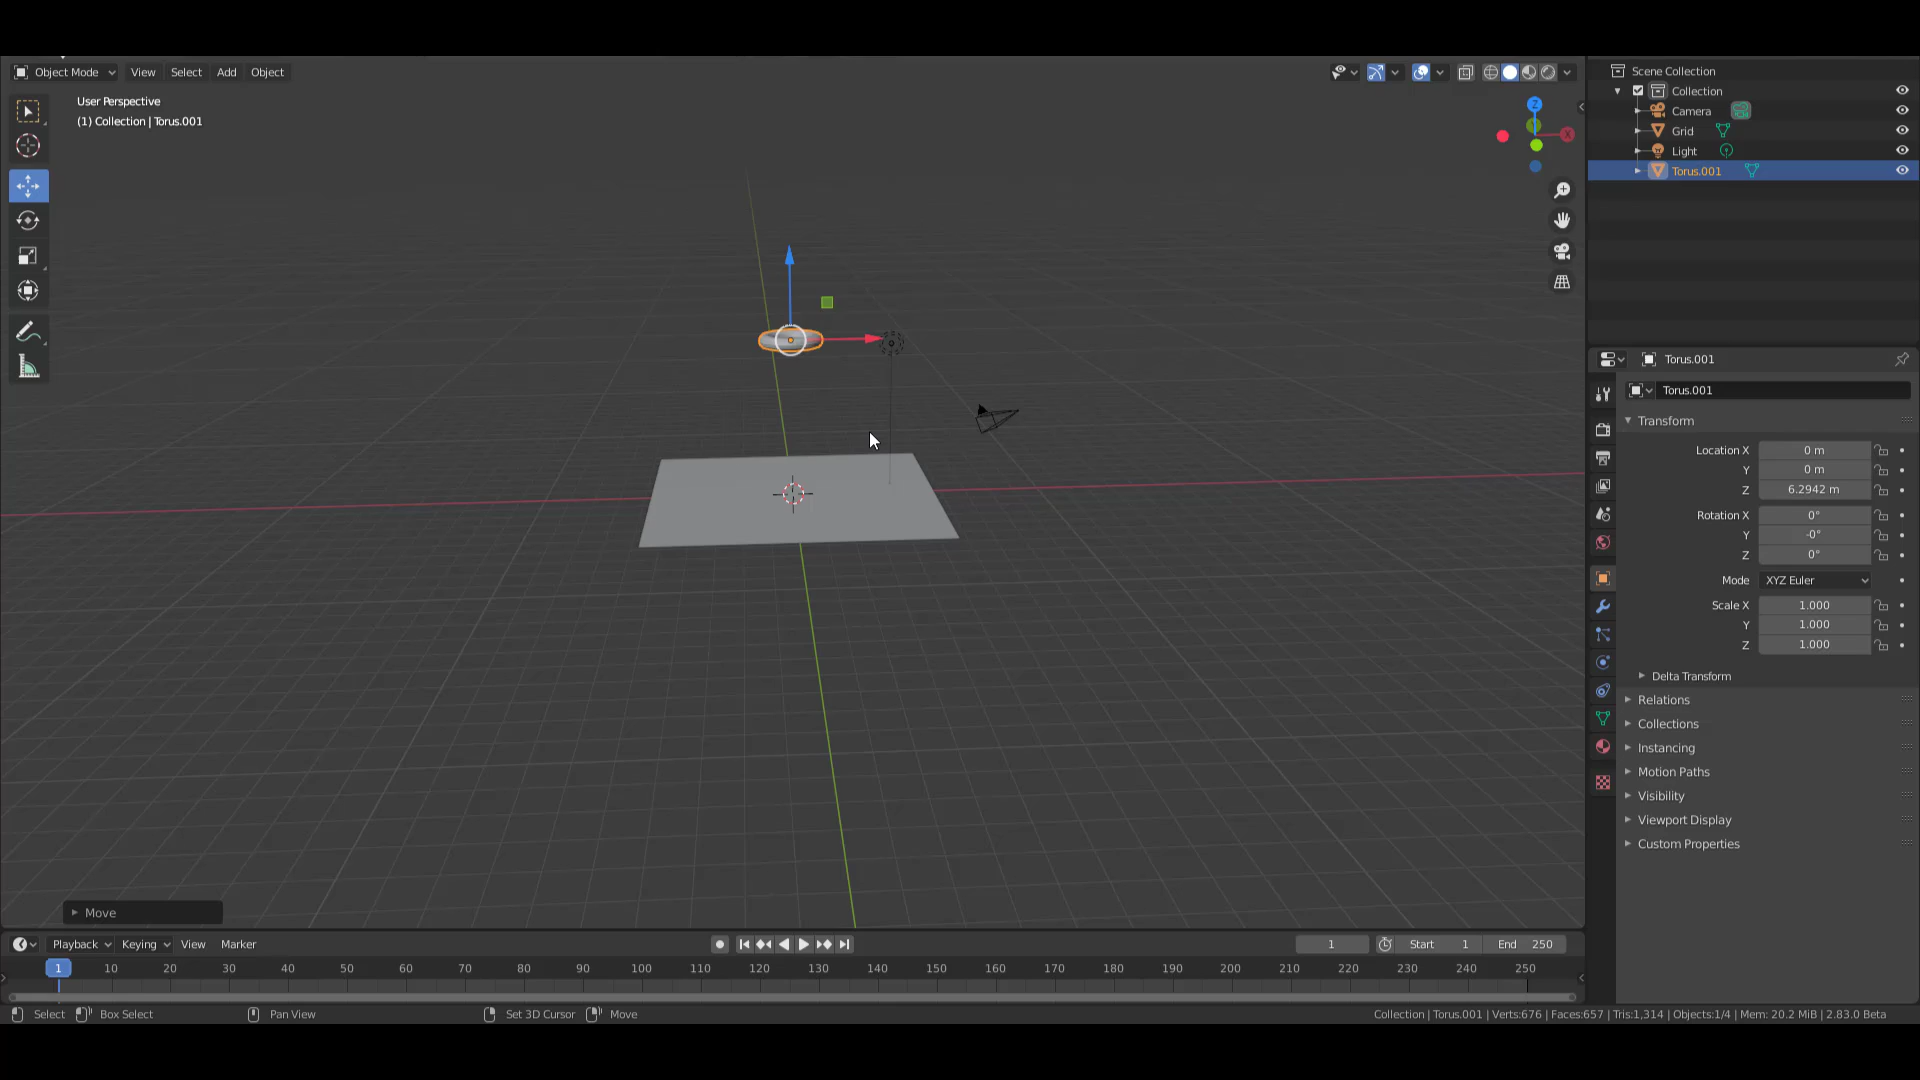 Object Mode View Select Add Object
User Perspective
(1) Collection | Torus.001
Z
X
Move
Scene Collection
Collection
Camera
Grid
Light
Torus.001
Torus.001
Torus.001
Transform
Location X 0 m
Y 0 m
Z 6.2942 m
Rotation X 0°
Y -0°
Z 0°
Mode XYZ Euler
Scale X 1.000
Y 1.000
Z 1.000
Delta Transform
Relations
Collections
Instancing
Motion Paths
Visibility
Viewport Display
Custom Properties
Playback Keying View Marker 1 Start 1 End 250
1 10 20 30 40 50 60 70 80 90 100 110 120 130 140 150 160 170 180 190 200 210 220 230 240 250
Select Box Select Pan View Set 3D Cursor Move Collection | Torus.001 | Verts:676 | Faces:657 | Tris:1,314 | Objects:1/4 | Mem: 20.2 MiB | 2.83.0 Beta